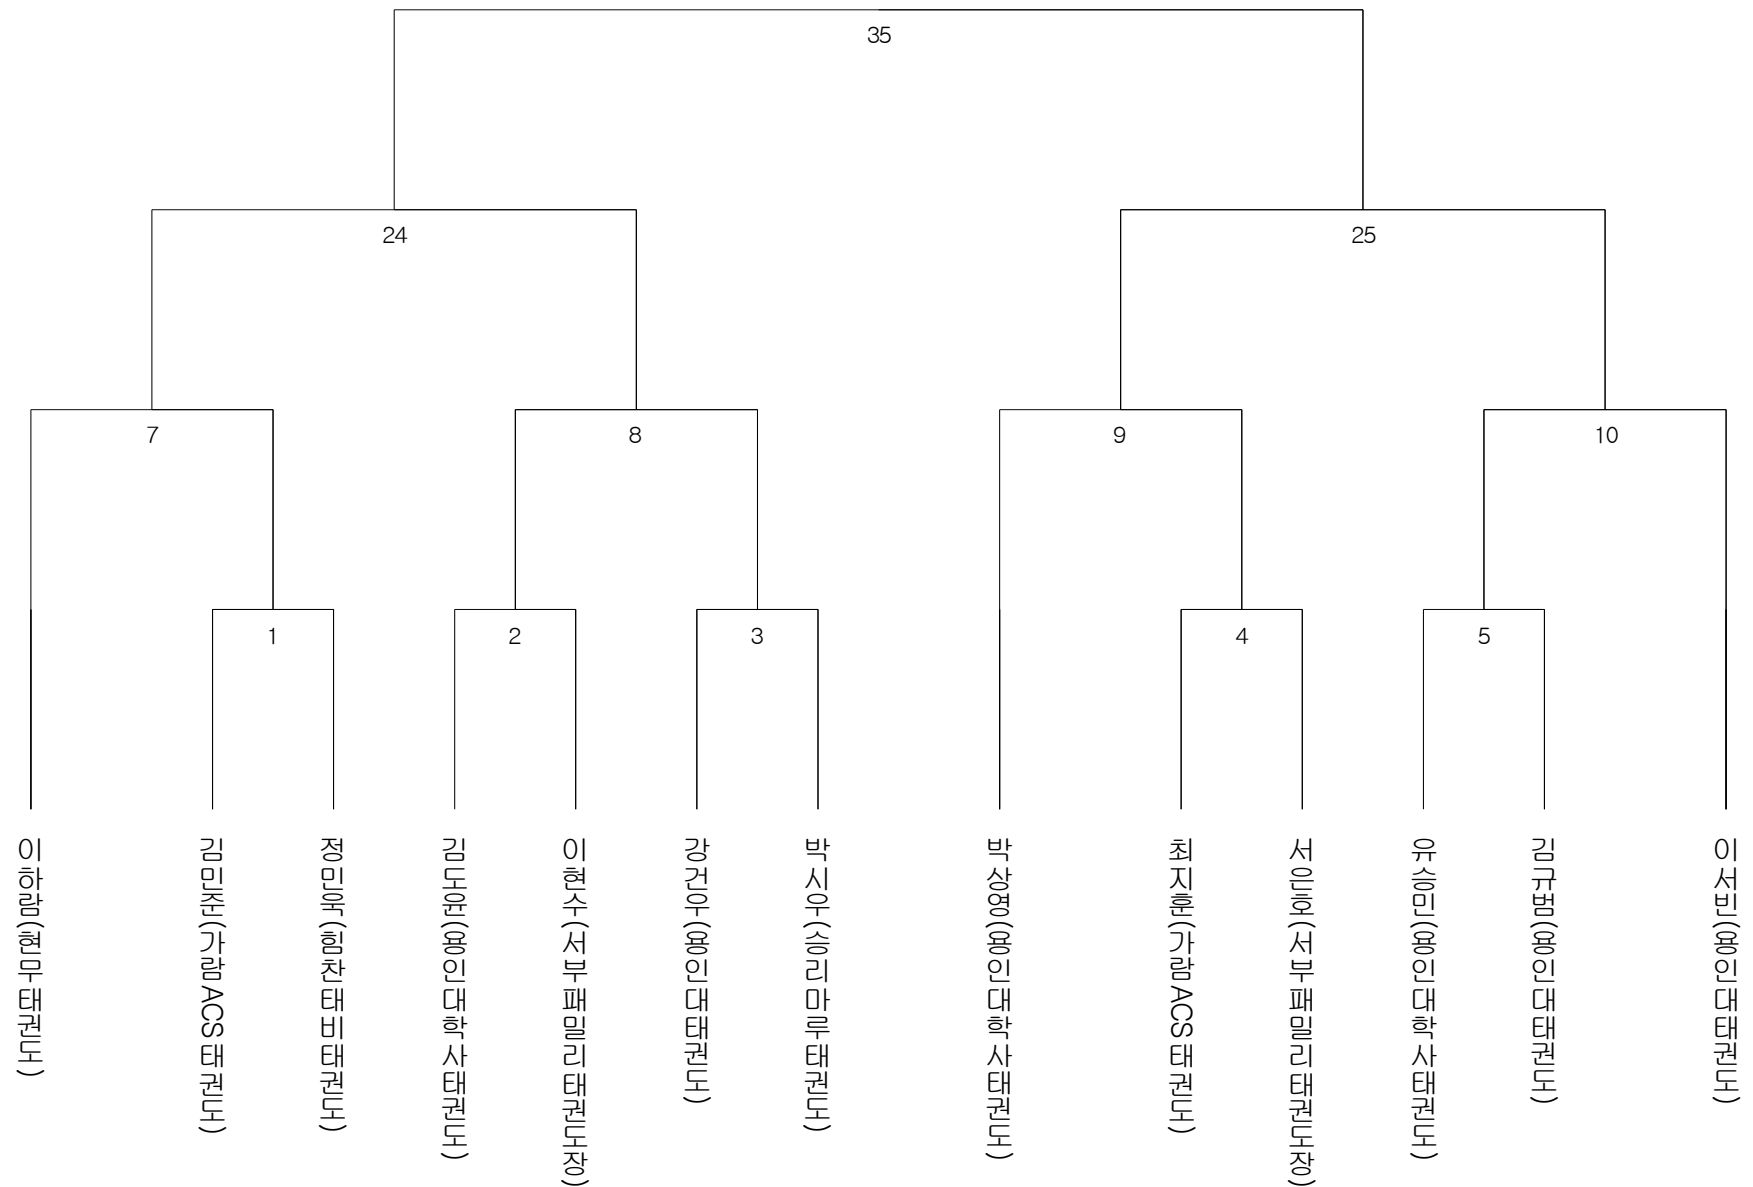 35
24
25
7
8
9
10
1
2
3
4
5
이하람(현무태권도)
김민준(가람ACS태권도)
정민욱(힘찬태비태권도)
김도윤(용인대학사태권도)
이현수(서부패밀리태권도장)
강건우(용인대태권도)
박시우(승리마루태권도)
박상영(용인대학사태권도)
최지훈(가람ACS태권도)
서은호(서부패밀리태권도장)
유승민(용인대학사태권도)
김규범(용인대태권도)
이서빈(용인대태권도)